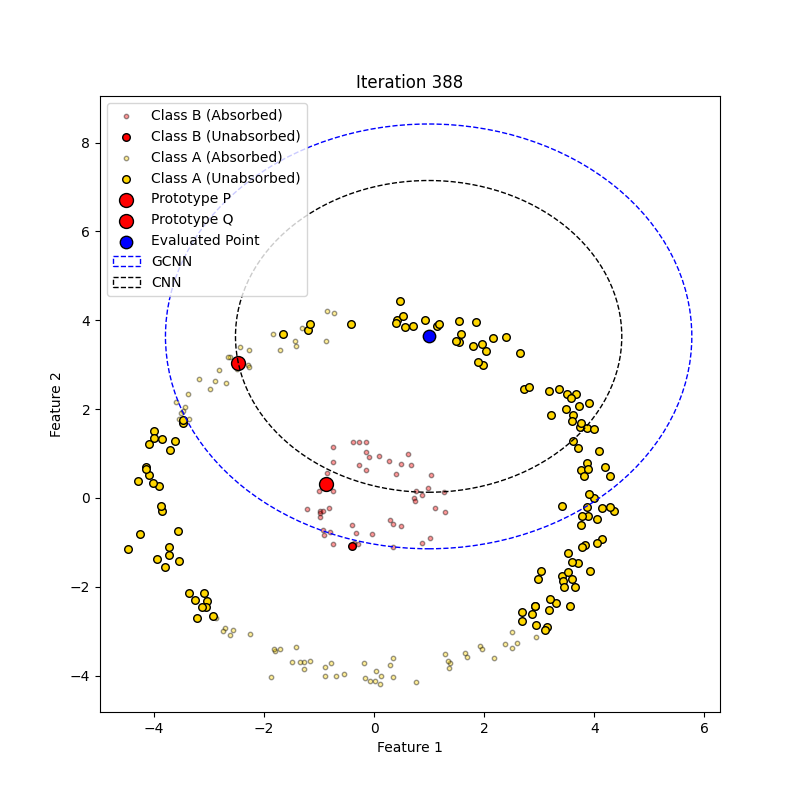 Iteration 388
Class B (Absorbed)
Class B (Unabsorbed)
Class A (Absorbed)
Class A (Unabsorbed)
Prototype P
Prototype Q
Evaluated Point
GCNN
CNN
8
6
4
2
0
−2
−4
Feature 2
−4 −2 0 2 4 6
Feature 1